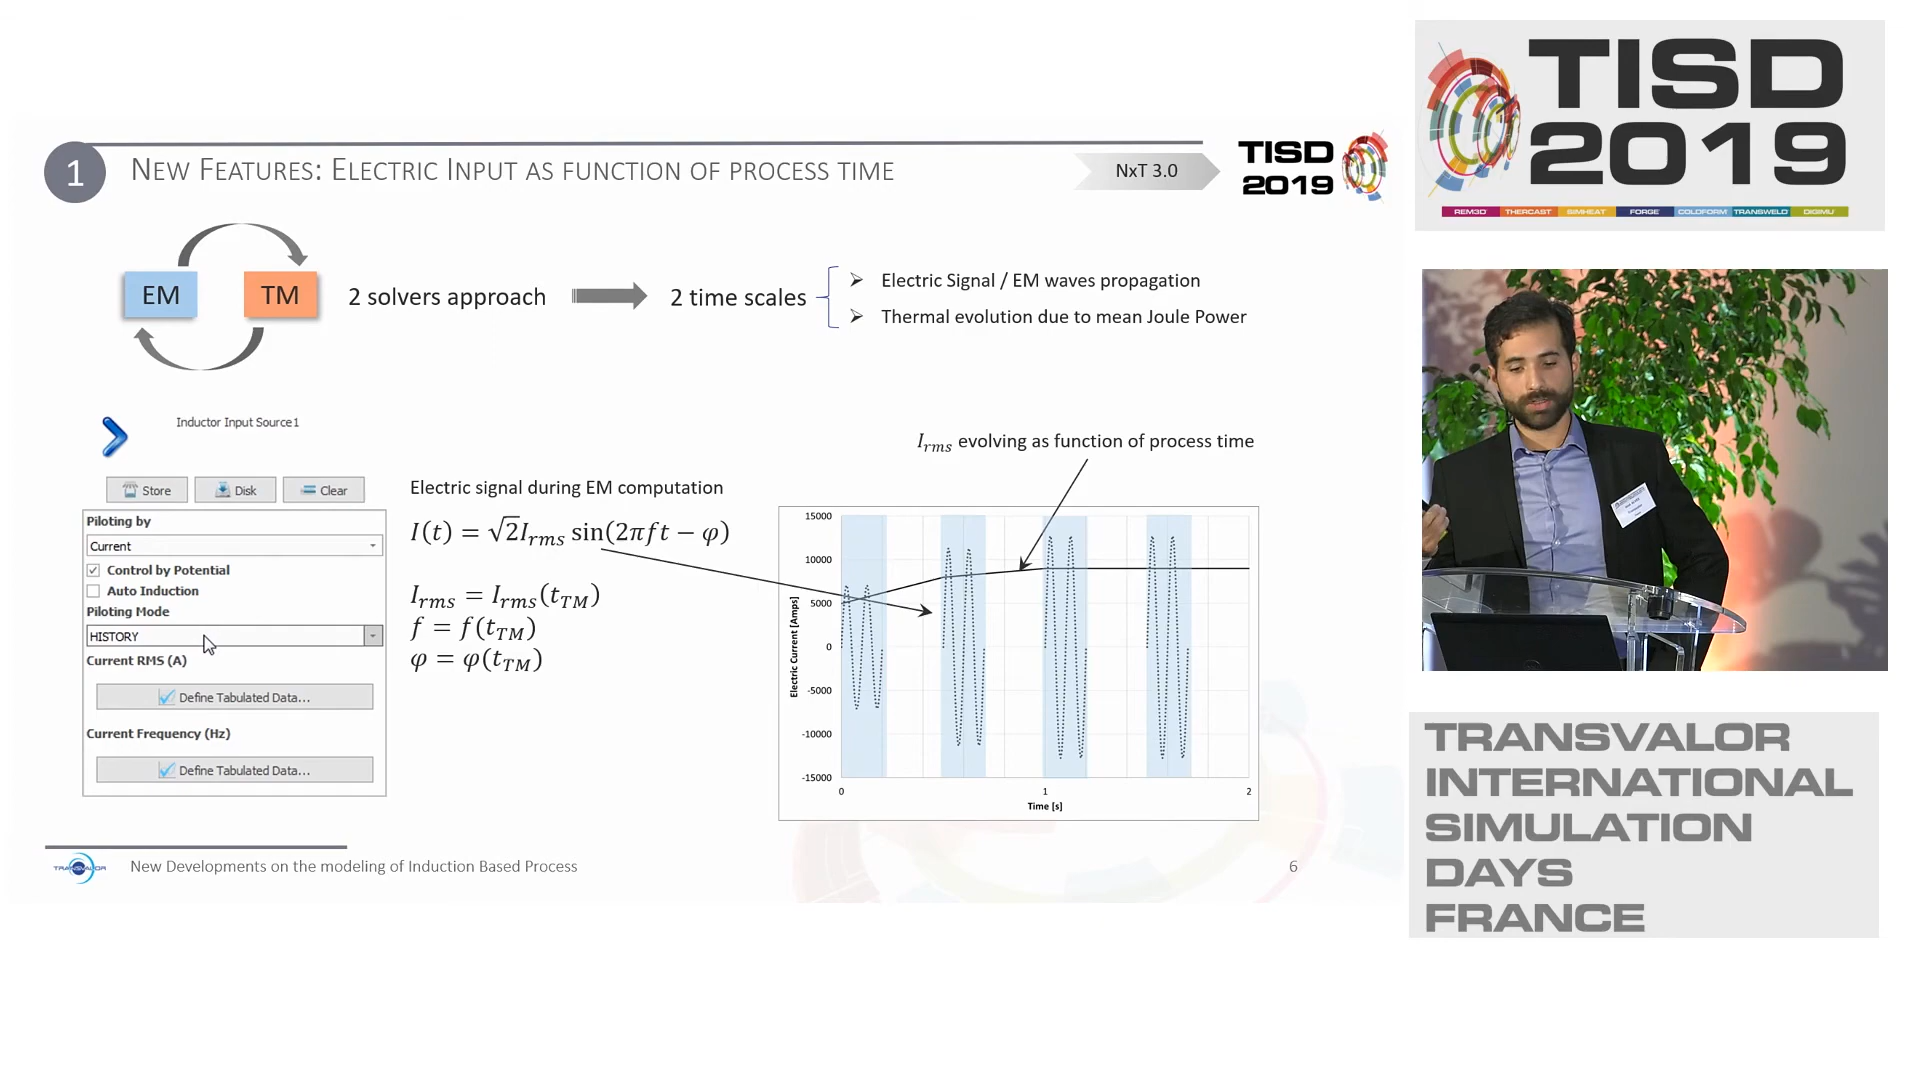 1
NEW FEATURES: ELECTRIC INPUT AS FUNCTION OF PROCESS TIME
NxT 3.0
TISD
2019
EM
TM
2 solvers approach
2 time scales
Electric Signal / EM waves propagation
Thermal evolution due to mean Joule Power
Inductor Input Source1
Store
Disk
Clear
Piloting by
Current
Control by Potential
Auto Induction
Piloting Mode
HISTORY
Current RMS (A)
Define Tabulated Data...
Current Frequency (Hz)
Define Tabulated Data...
Electric signal during EM computation
I(t) = √2I_rms sin(2πft − φ)
I_rms = I_rms(t_TM)
f = f(t_TM)
φ = φ(t_TM)
I_rms evolving as function of process time
15000
10000
5000
0
-5000
-10000
-15000
Electric Current [Amps]
0
1
2
Time [s]
TRANSVALOR
New Developments on the modeling of Induction Based Process
6
TISD
2019
REM3D
THERCAST
SIMHEAT
FORGE
COLDFORM
TRANSWELD
DIGIMU
TRANSVALOR
INTERNATIONAL
SIMULATION
DAYS
FRANCE